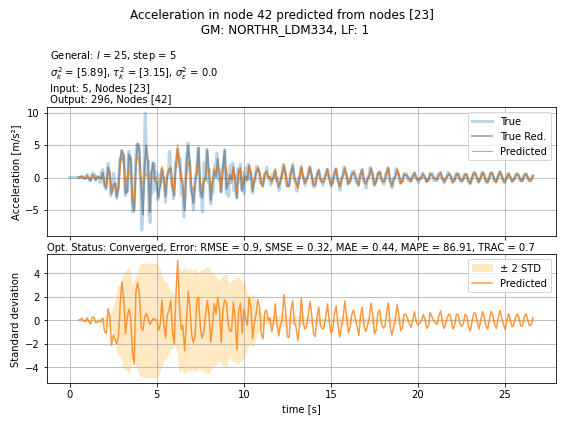 Acceleration in node 42 predicted from nodes [23]
GM: NORTHR_LDM334, LF: 1
General: l = 25, step = 5
σ²ₖ = [5.89], τ²ₖ = [3.15], σ²ε = 0.0
Input: 5, Nodes [23]
Output: 296, Nodes [42]
Acceleration [m/s²]
10
5
0
−5
True
True Red.
Predicted
Opt. Status: Converged, Error: RMSE = 0.9, SMSE = 0.32, MAE = 0.44, MAPE = 86.91, TRAC = 0.7
Standard deviation
4
2
0
−2
−4
± 2 STD
Predicted
0 5 10 15 20 25
time [s]